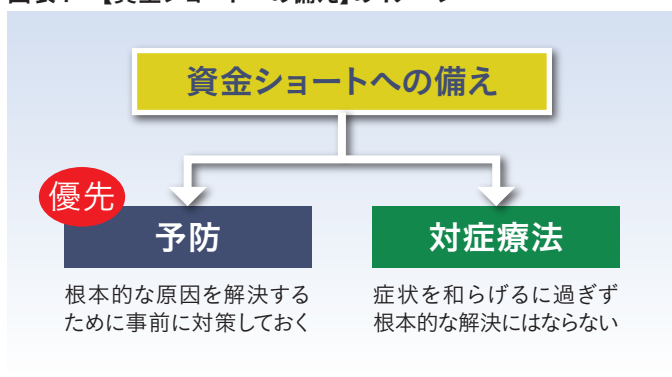 資金ショートへの備え
優先
予防
対症療法
根本的な原因を解決する
ために事前に対策しておく
症状を和らげるに過ぎず
根本的な解決にはならない